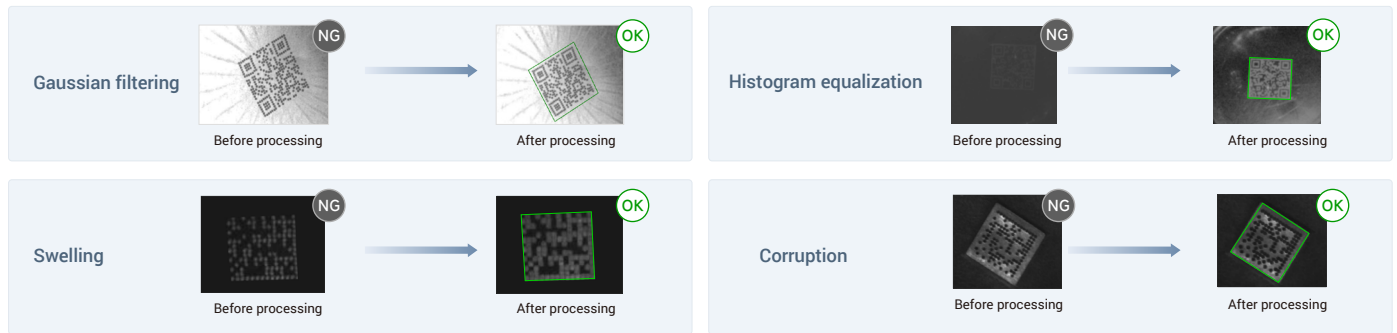 Gaussian filtering
NG
OK
Before processing
After processing
Histogram equalization
NG
OK
Before processing
After processing
Swelling
NG
OK
Before processing
After processing
Corruption
NG
OK
Before processing
After processing